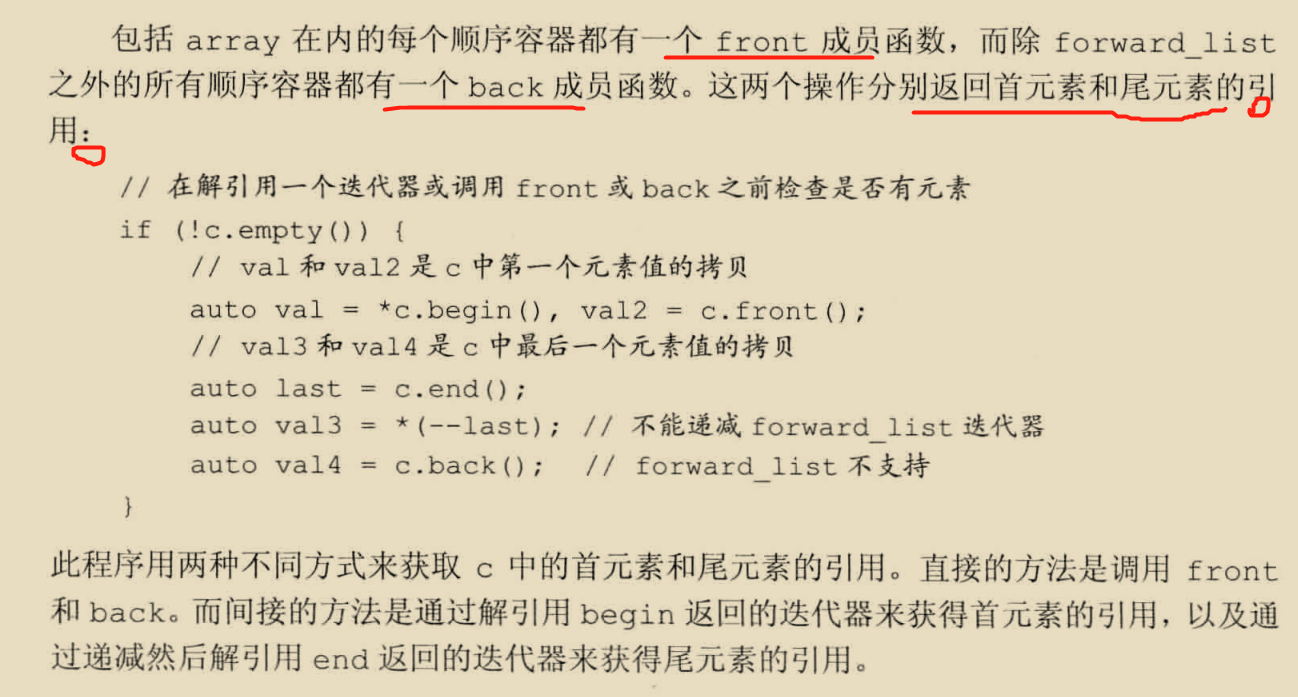 包括 array 在内的每个顺序容器都有一个 front 成员函数，而除 forward_list
之外的所有顺序容器都有一个 back 成员函数。这两个操作分别返回首元素和尾元素的引
用：
// 在解引用一个迭代器或调用 front 或 back 之前检查是否有元素
if (!c.empty()) {
// val 和 val2 是 c 中第一个元素值的拷贝
auto val = *c.begin(), val2 = c.front();
// val3 和 val4 是 c 中最后一个元素值的拷贝
auto last = c.end();
auto val3 = *(--last); // 不能递减 forward_list 迭代器
auto val4 = c.back(); // forward_list 不支持
}
此程序用两种不同方式来获取 c 中的首元素和尾元素的引用。直接的方法是调用 front
和 back。而间接的方法是通过解引用 begin 返回的迭代器来获得首元素的引用，以及通
过递减然后解引用 end 返回的迭代器来获得尾元素的引用。